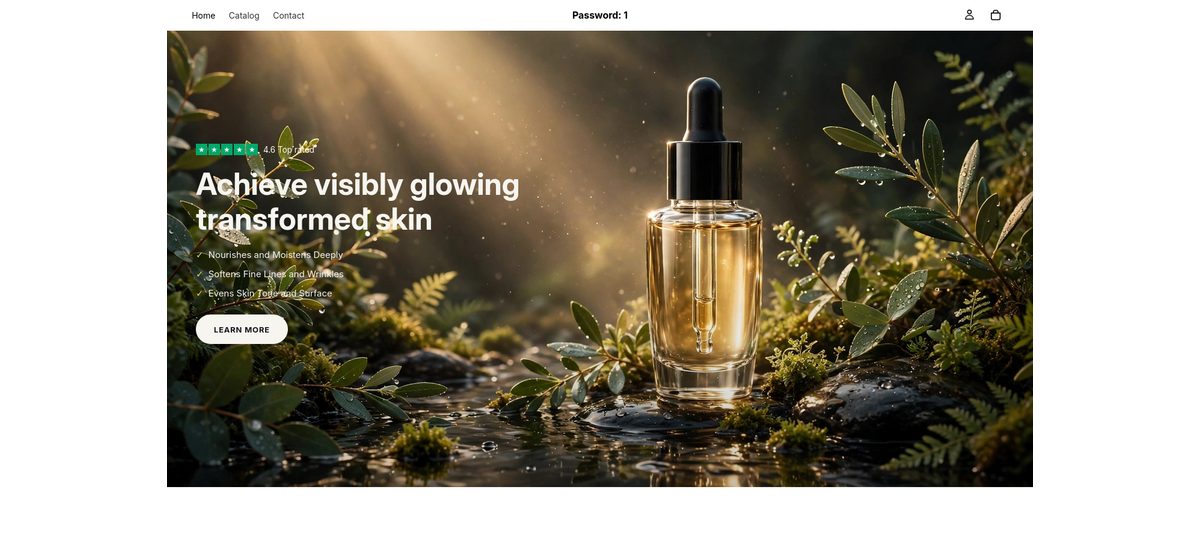 Home Catalog Contact
Password: 1
4.6 Top rated
Achieve visibly glowing
transformed skin
✓ Nourishes and Moistens Deeply
✓ Softens Fine Lines and Wrinkles
✓ Evens Skin Tone and Surface
LEARN MORE